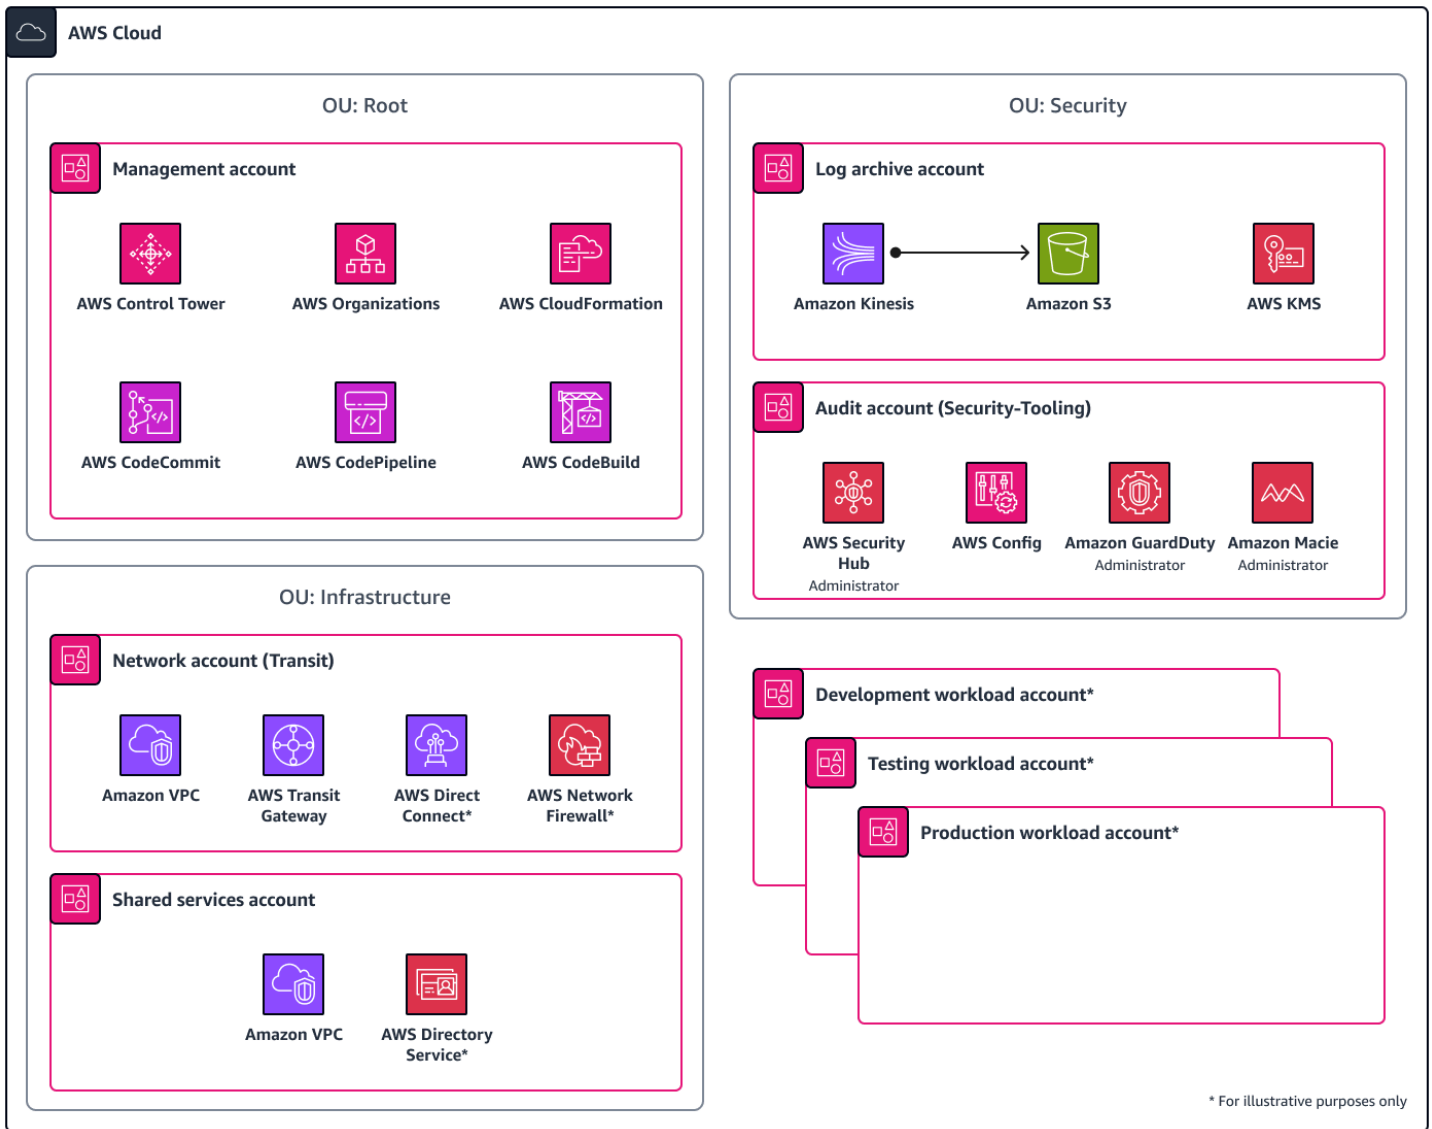 AWS Cloud
OU: Root
Management account
AWS Control Tower
AWS Organizations
AWS CloudFormation
AWS CodeCommit
AWS CodePipeline
AWS CodeBuild
OU: Security
Log archive account
Amazon Kinesis
Amazon S3
AWS KMS
Audit account (Security-Tooling)
AWS Security
Hub
Administrator
AWS Config
Amazon GuardDuty
Administrator
Amazon Macie
Administrator
OU: Infrastructure
Network account (Transit)
Amazon VPC
AWS Transit
Gateway
AWS Direct
Connect*
AWS Network
Firewall*
Shared services account
Amazon VPC
AWS Directory
Service*
Development workload account*
Testing workload account*
Production workload account*
* For illustrative purposes only